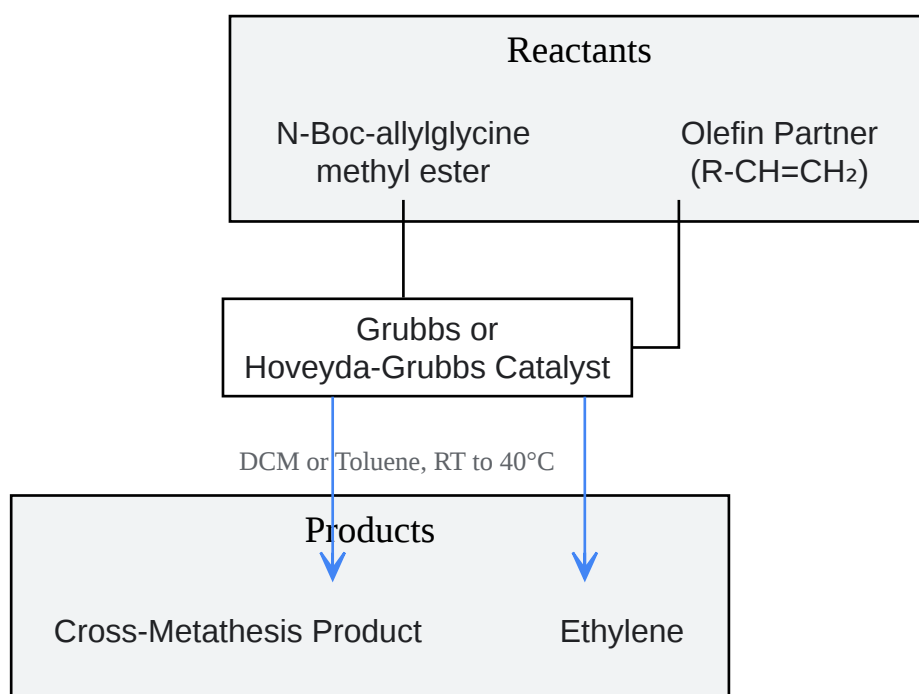 Reactants
N-Boc-allylglycine
methyl ester
Olefin Partner
(R-CH=CH₂)
Grubbs or
Hoveyda-Grubbs Catalyst
DCM or Toluene, RT to 40°C
Products
Cross-Metathesis Product
Ethylene